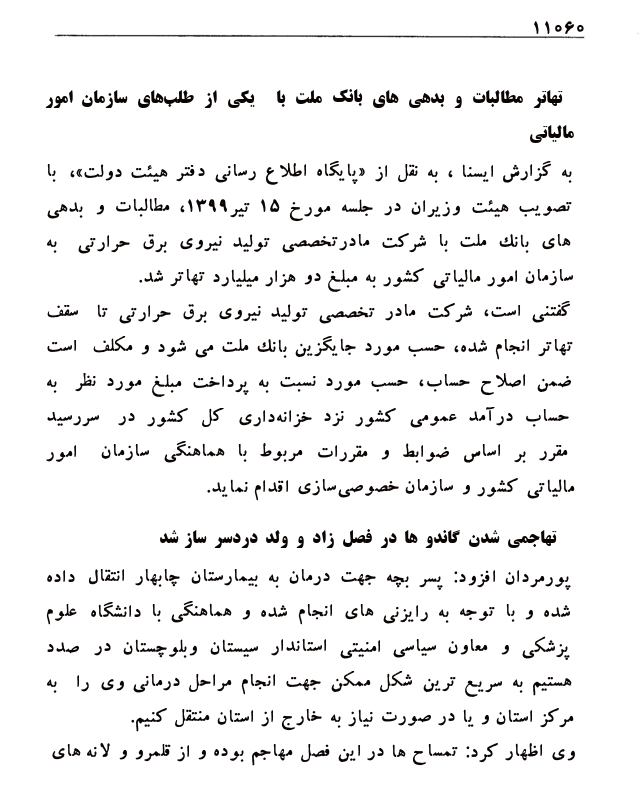 ۱۱۰۶۰
تهاتر مطالبات و بدهی های بانک ملت با یکی از طلب‌های سازمان امور
مالیاتی
به گزارش ایسنا ، به نقل از «پایگاه اطلاع رسانی دفتر هیئت دولت»، با
تصویب هیئت وزیران در جلسه مورخ ۱۵ تیر۱۳۹۹، مطالبات و بدهی
های بانك ملت با شرکت مادرتخصصی تولید نیروی برق حرارتی به
سازمان امور مالیاتی کشور به مبلغ دو هزار میلیارد تهاتر شد.
گفتنی است، شرکت مادر تخصصی تولید نیروی برق حرارتی تا سقف
تهاتر انجام شده، حسب مورد جایگزین بانك ملت می شود و مکلف است
ضمن اصلاح حساب، حسب مورد نسبت به پرداخت مبلغ مورد نظر به
حساب درآمد عمومی کشور نزد خزانه‌داری کل کشور در سررسید
مقرر بر اساس ضوابط و مقررات مربوط با هماهنگی سازمان امور
مالیاتی کشور و سازمان خصوصی‌سازی اقدام نماید.
تهاجمی شدن گاندو ها در فصل زاد و ولد دردسر ساز شد
پورمردان افزود: پسر بچه جهت درمان به بیمارستان چابهار انتقال داده
شده و با توجه به رایزنی های انجام شده و هماهنگی با دانشگاه علوم
پزشکی و معاون سیاسی امنیتی استاندار سیستان وبلوچستان در صدد
هستیم به سریع ترین شکل ممکن جهت انجام مراحل درمانی وی را به
مرکز استان و یا در صورت نیاز به خارج از استان منتقل کنیم.
وی اظهار کرد: تمساح ها در این فصل مهاجم بوده و از قلمرو و لانه های